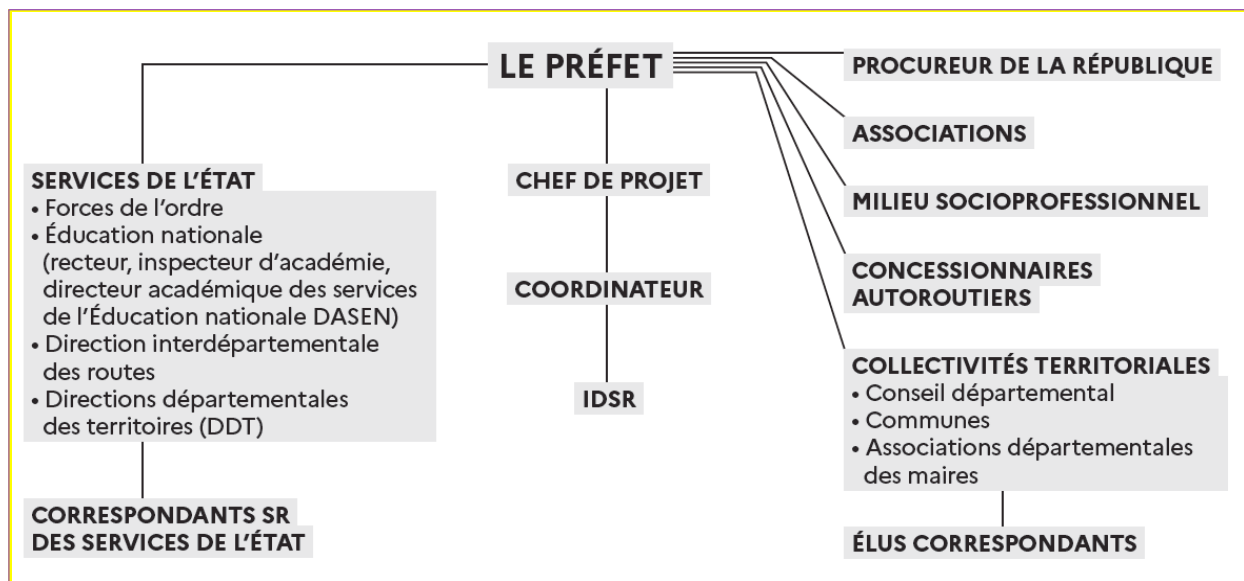 LE PRÉFET
SERVICES DE L’ÉTAT
• Forces de l’ordre
• Éducation nationale
(recteur, inspecteur d’académie,
directeur académique des services
de l’Éducation nationale DASEN)
• Direction interdépartementale
des routes
• Directions départementales
des territoires (DDT)
CORRESPONDANTS SR
DES SERVICES DE L’ÉTAT
CHEF DE PROJET
COORDINATEUR
IDSR
PROCUREUR DE LA RÉPUBLIQUE
ASSOCIATIONS
MILIEU SOCIOPROFESSIONNEL
CONCESSIONNAIRES
AUTOROUTIERS
COLLECTIVITÉS TERRITORIALES
• Conseil départemental
• Communes
• Associations départementales
des maires
ÉLUS CORRESPONDANTS